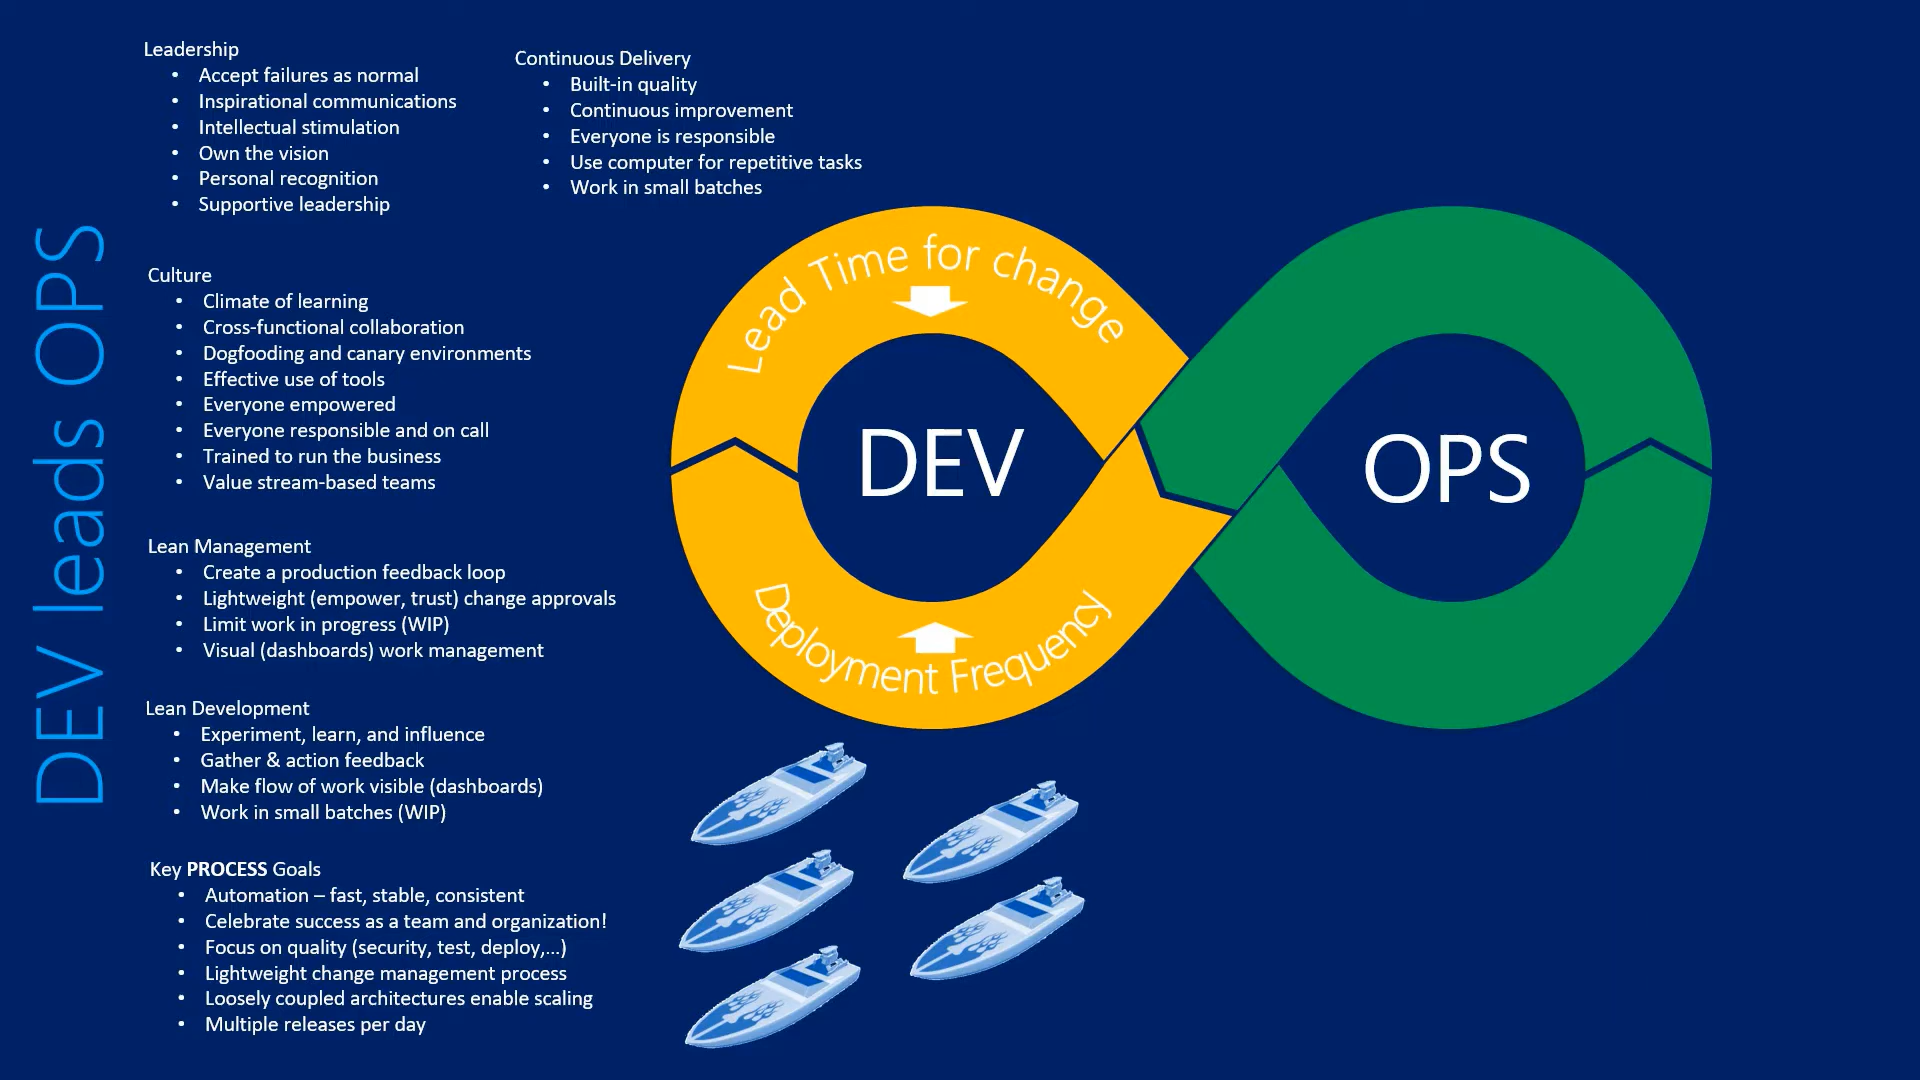 DEV leads OPS
Leadership
• Accept failures as normal
• Inspirational communications
• Intellectual stimulation
• Own the vision
• Personal recognition
• Supportive leadership
Continuous Delivery
• Built-in quality
• Continuous improvement
• Everyone is responsible
• Use computer for repetitive tasks
• Work in small batches
Culture
• Climate of learning
• Cross-functional collaboration
• Dogfooding and canary environments
• Effective use of tools
• Everyone empowered
• Everyone responsible and on call
• Trained to run the business
• Value stream-based teams
Lean Management
• Create a production feedback loop
• Lightweight (empower, trust) change approvals
• Limit work in progress (WIP)
• Visual (dashboards) work management
Lean Development
• Experiment, learn, and influence
• Gather & action feedback
• Make flow of work visible (dashboards)
• Work in small batches (WIP)
Key PROCESS Goals
• Automation – fast, stable, consistent
• Celebrate success as a team and organization!
• Focus on quality (security, test, deploy,...)
• Lightweight change management process
• Loosely coupled architectures enable scaling
• Multiple releases per day
Lead Time for change
DEV
Deployment Frequency
OPS